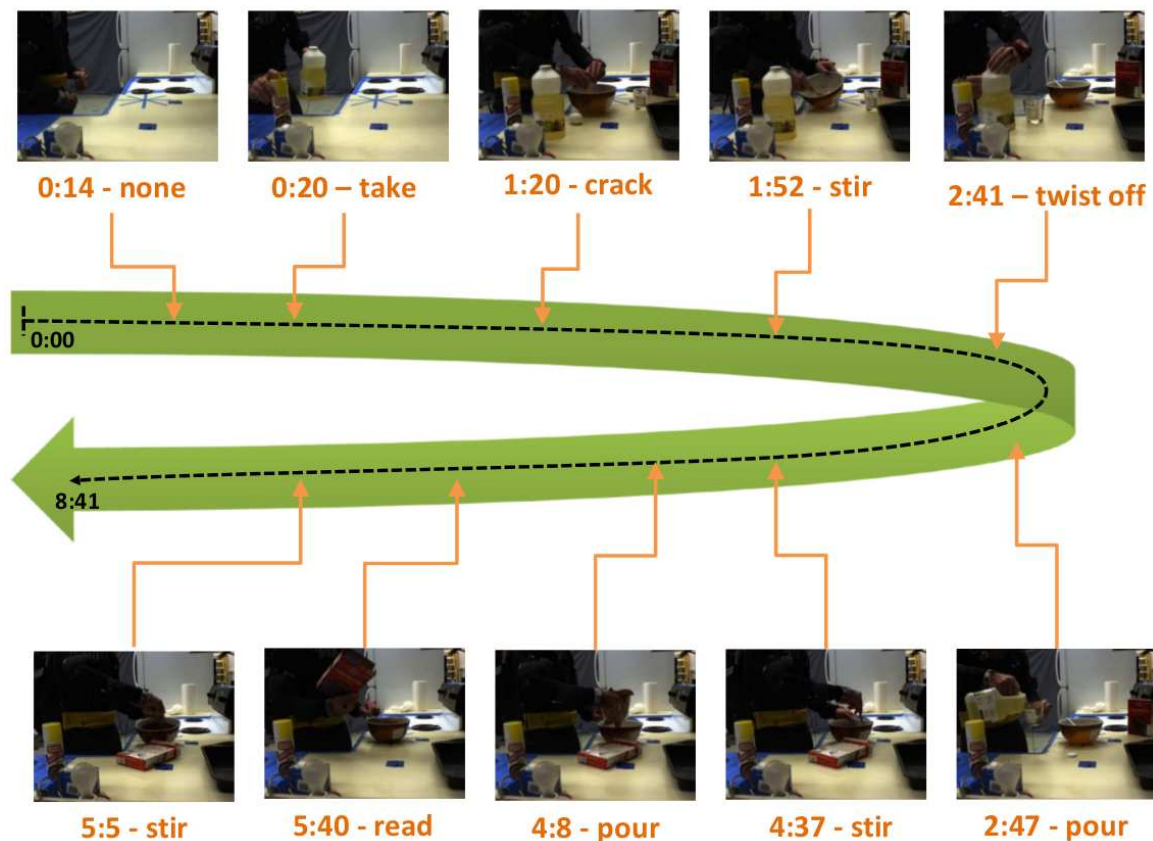 0:14 - none
0:20 – take
1:20 - crack
1:52 - stir
2:41 – twist off
0:00
8:41
5:5 - stir
5:40 - read
4:8 - pour
4:37 - stir
2:47 - pour